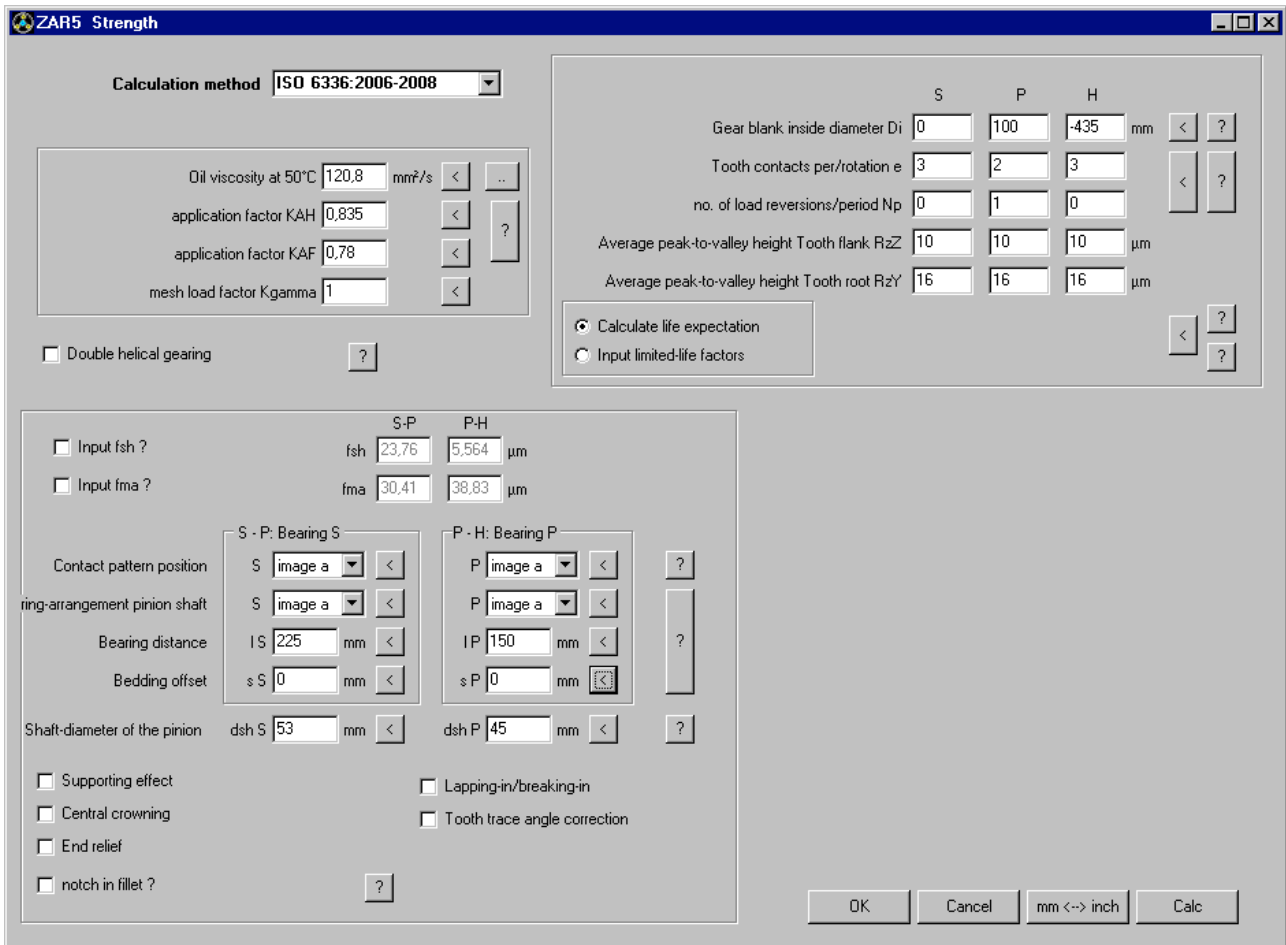 ZAR5 Strength
Calculation method ISO 6336:2006-2008
Oil viscosity at 50°C 120,8 mm²/s < ..
application factor KAH 0,835 <
application factor KAF 0,78 < ?
mesh load factor Kgamma 1 <
Double helical gearing ?
S P H
Gear blank inside diameter Di 0 100 -435 mm < ?
Tooth contacts per/rotation e 3 2 3 < ?
no. of load reversions/period Np 0 1 0
Average peak-to-valley height Tooth flank RzZ 10 10 10 µm
Average peak-to-valley height Tooth root RzY 16 16 16 µm
Calculate life expectation < ?
Input limited-life factors ?
S-P P-H
Input fsh ? fsh 23,76 5,564 µm
Input fma ? fma 30,41 38,83 µm
S - P: Bearing S P - H: Bearing P
Contact pattern position S image a < P image a < ?
ring-arrangement pinion shaft S image a < P image a <
Bearing distance l S 225 mm < l P 150 mm < ?
Bedding offset s S 0 mm < s P 0 mm <
Shaft-diameter of the pinion dsh S 53 mm < dsh P 45 mm < ?
Supporting effect Lapping-in/breaking-in
Central crowning Tooth trace angle correction
End relief
notch in fillet ? ?
OK Cancel mm <--> inch Calc